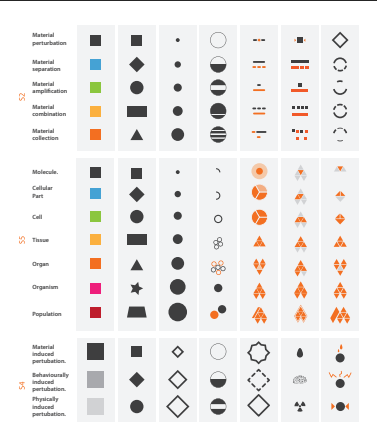 S2
Material
perturbation
Material
separation
Material
amplification
Material
combination
Material
collection
S3
Molecule.
Cellular
Part
Cell
Tissue
Organ
Organism
Population
S4
Material
induced
pertubation.
Behaviourally
induced
pertubation.
Physically
induced
pertubation.